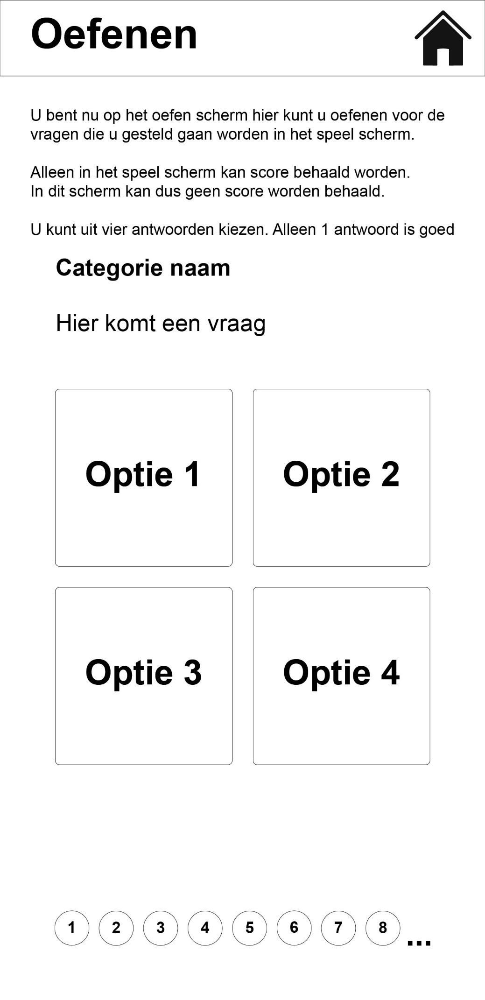 Oefenen
U bent nu op het oefen scherm hier kunt u oefenen voor de
vragen die u gesteld gaan worden in het speel scherm.
Alleen in het speel scherm kan score behaald worden.
In dit scherm kan dus geen score worden behaald.
U kunt uit vier antwoorden kiezen. Alleen 1 antwoord is goed
Categorie naam
Hier komt een vraag
Optie 1 Optie 2
Optie 3 Optie 4
1 2 3 4 5 6 7 8 ...